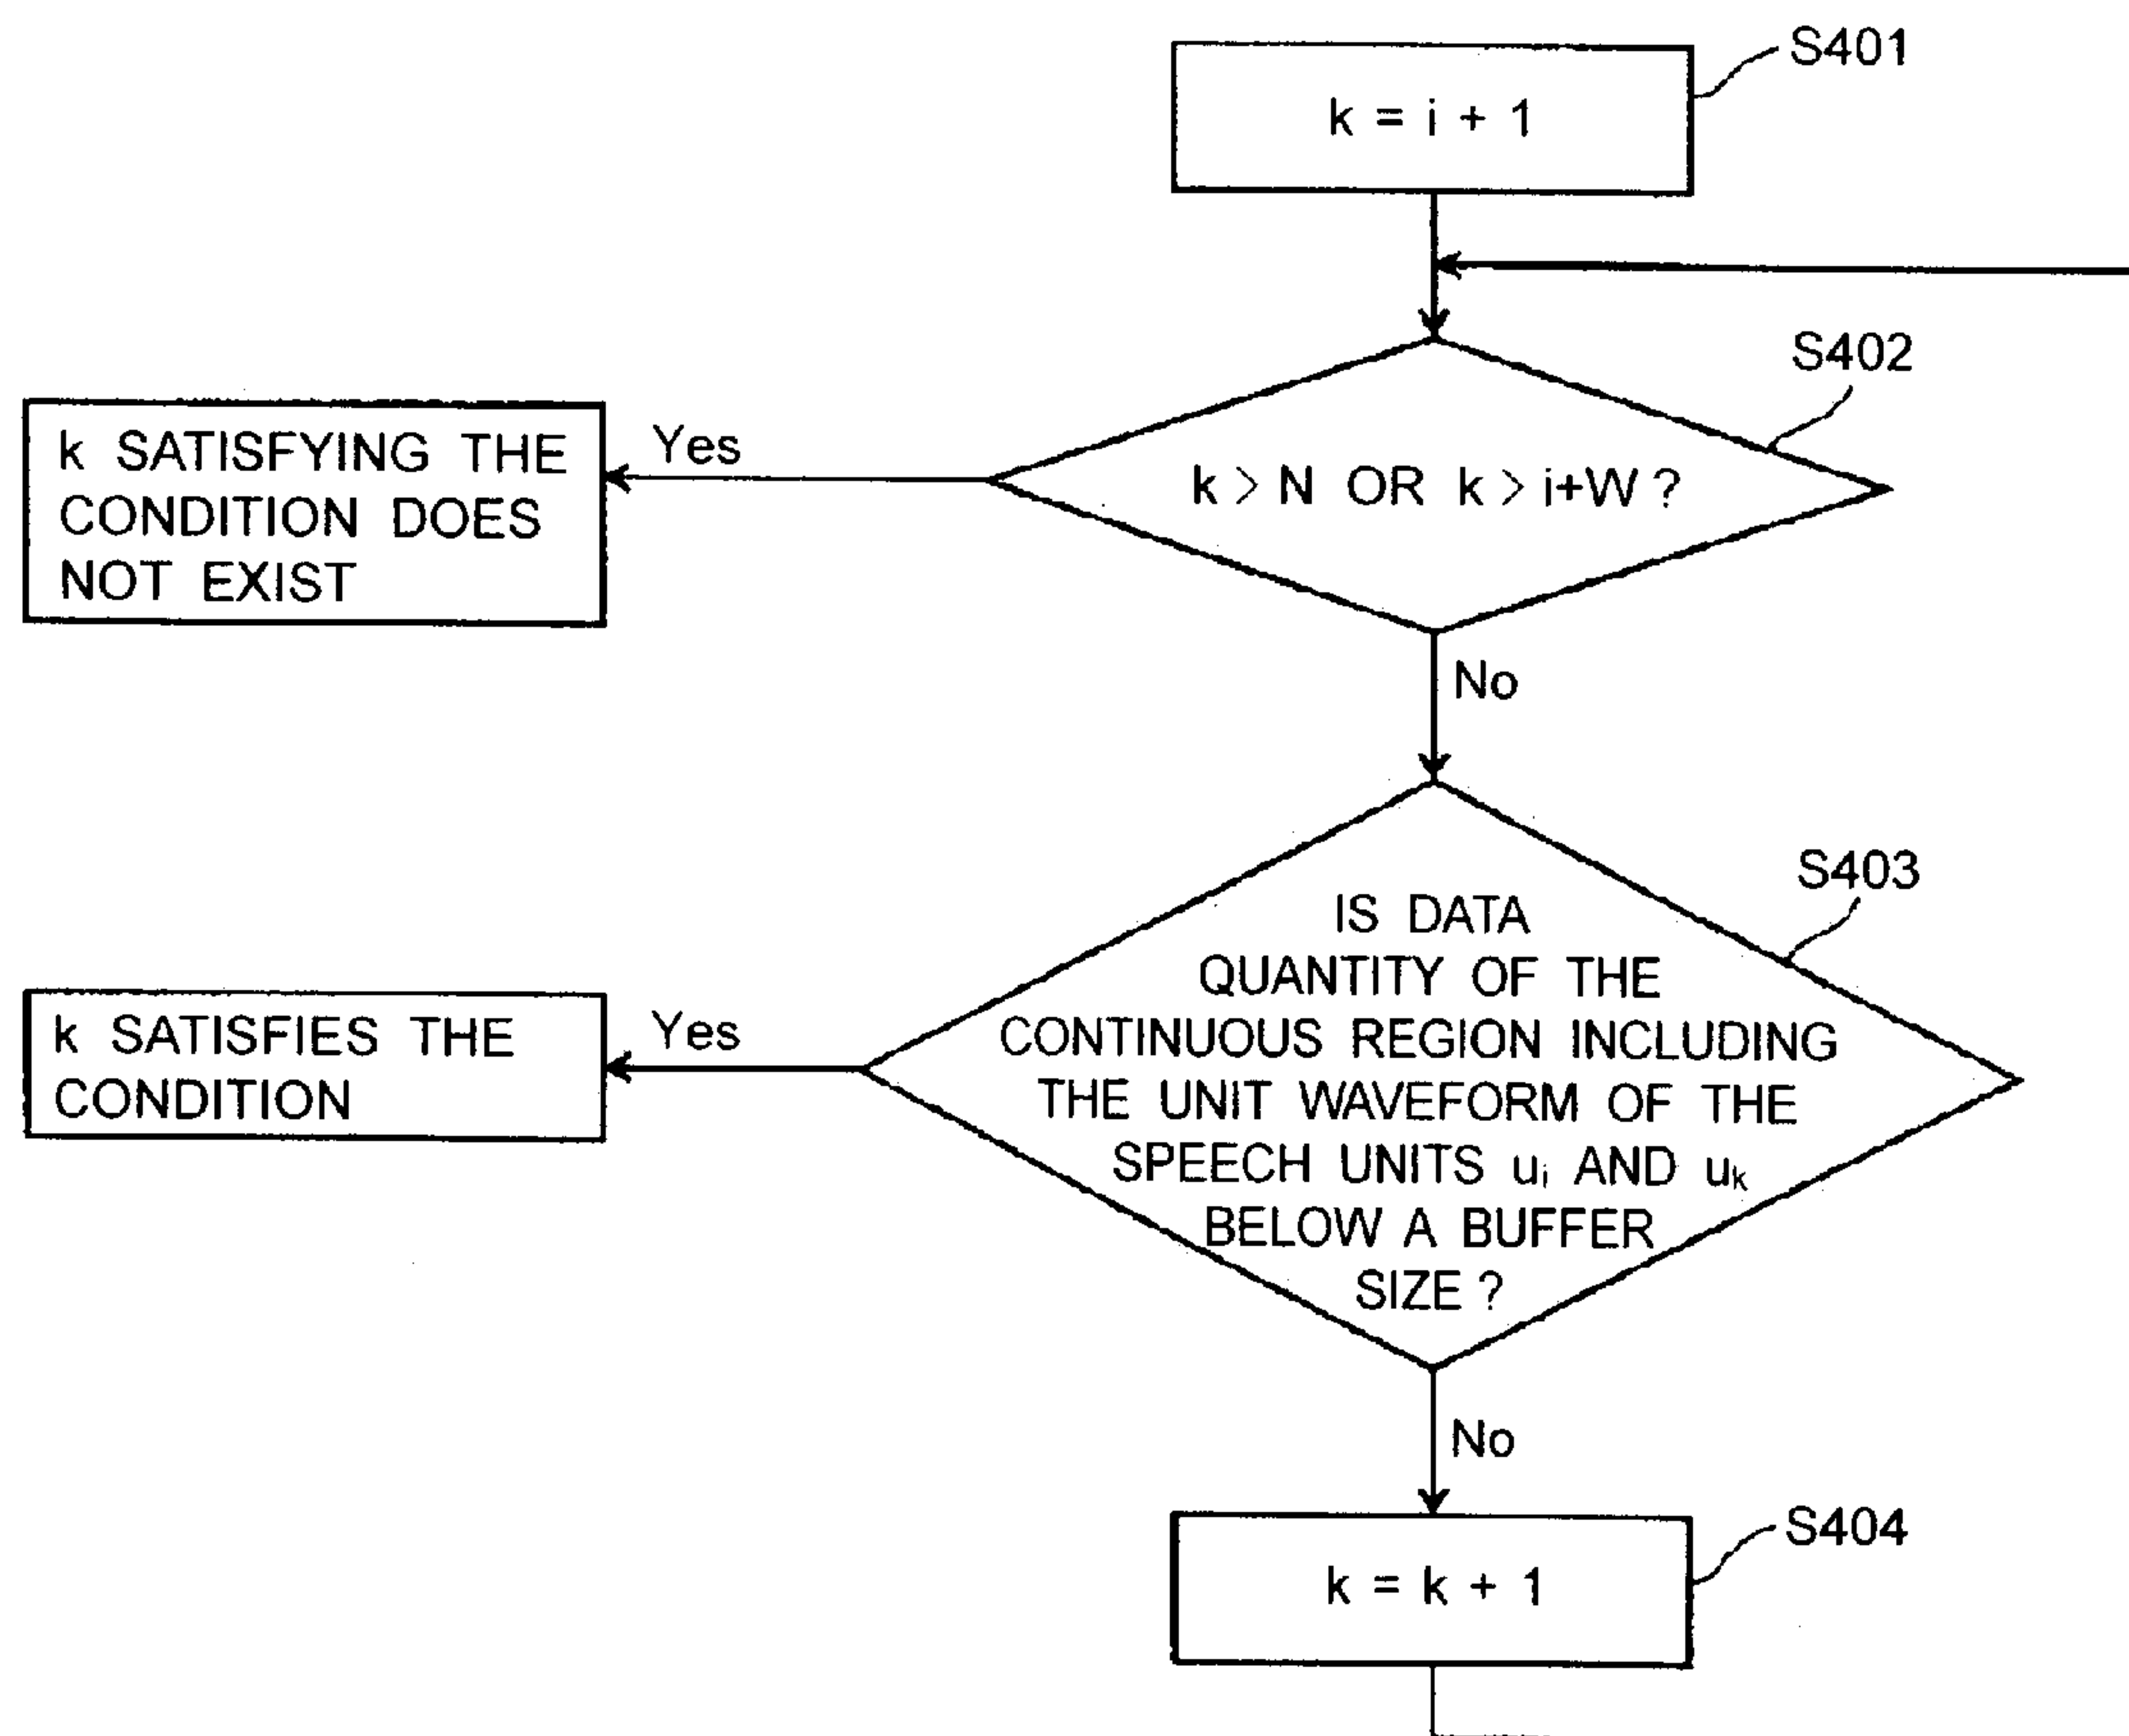 S401
k = i + 1
S402
k > N OR k > i+W ?
Yes
k SATISFYING THE
CONDITION DOES
NOT EXIST
No
S403
IS DATA
QUANTITY OF THE
CONTINUOUS REGION INCLUDING
THE UNIT WAVEFORM OF THE
SPEECH UNITS uᵢ AND uₖ
BELOW A BUFFER
SIZE ?
Yes
k SATISFIES THE
CONDITION
No
S404
k = k + 1